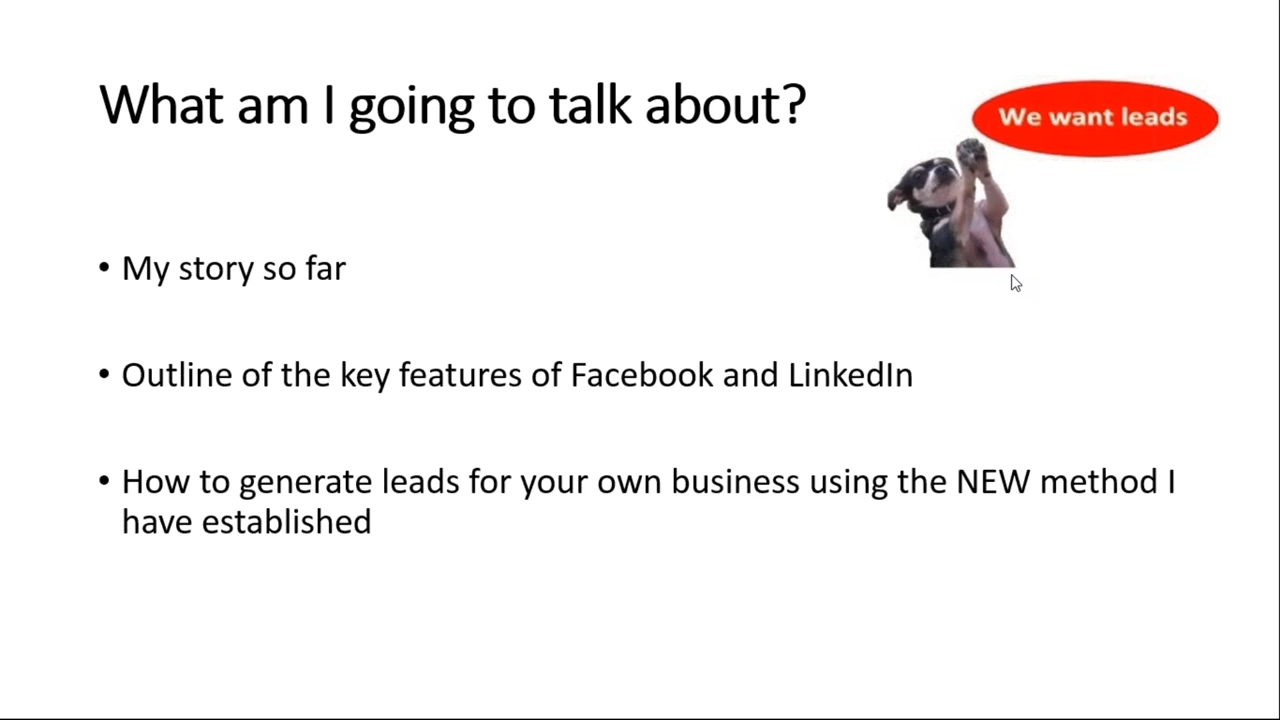 What am I going to talk about?
We want leads
• My story so far
• Outline of the key features of Facebook and LinkedIn
• How to generate leads for your own business using the NEW method I
have established